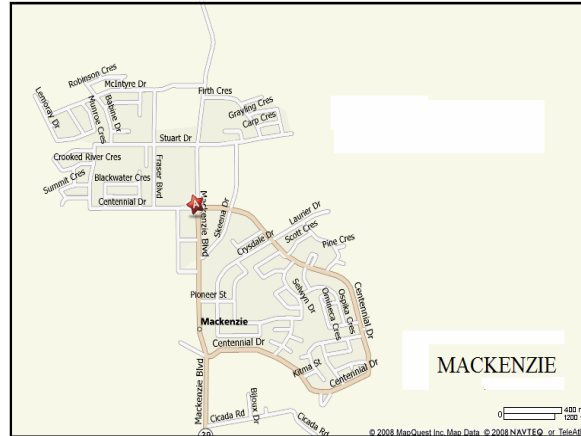 Robinson Cres
McIntyre Dr
Lemoray Dr
Munroe Cres
Babine Dr
Firth Cres
Grayling Cres
Carp Cres
Stuart Dr
Crooked River Cres
Fraser Blvd
Summit Cres
Blackwater Cres
Centennial Dr
Mackenzie Blvd
Skeena Dr
Laurier Dr
Crysdale Dr
Scott Cres
Pine Cres
Selwyn Dr
Omineca Cres
Ospika Cres
Centennial Dr
Pioneer St
Mackenzie
Centennial Dr
Kitma St
Centennial Dr
MACKENZIE
Mackenzie Blvd
Bijoux Dr
Cicada Rd
Cicada Rd
39
0
400 m
1200
© 2008 MapQuest Inc. Map Data © 2008 NAVTEQ or TeleAt